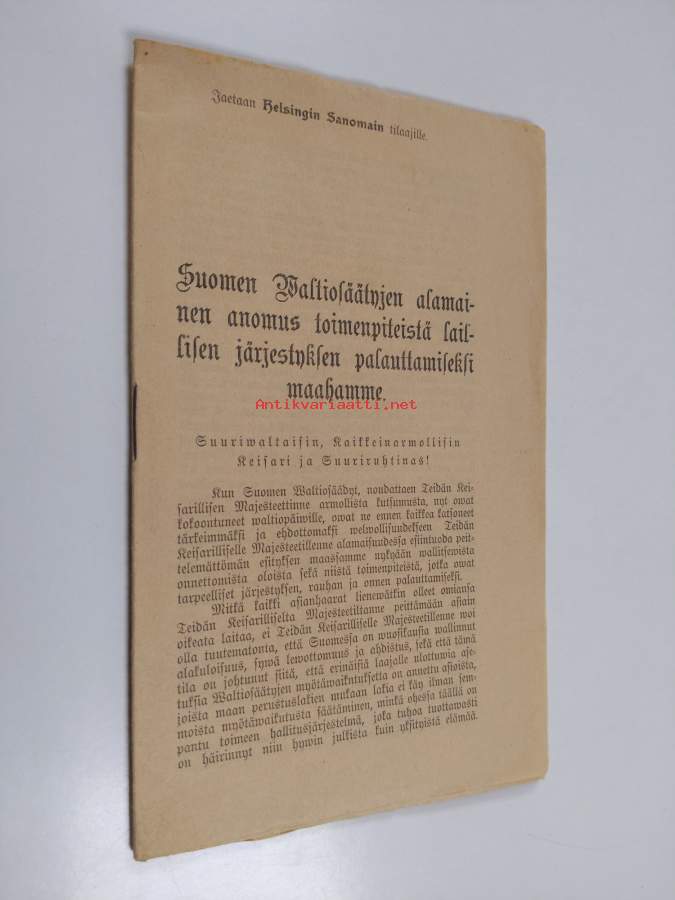 Jaetaan Helsingin Sanomain tilaajille.
Suomen Waltiosäätyjen alamai-
nen anomus toimenpiteistä lail-
lisen järjestyksen palauttamiseksi
maahamme.
Antikvariaatti.net
Suuriwaltaisin, Kaikkeinarmollisin
Keisari ja Suuriruhtinas!
Kun Suomen Waltiosäädyt, noudattaen Teidän Kei-
sarillisen Majesteettinne armollista kutsumusta, nyt owat
kokoontuneet waltiopäiwille, owat ne ennen kaikkea katsoneet
tärkeimmäksi ja ehdottomaksi welwollisuudekseen Teidän
Keisarilliselle Majesteetillenne alamaisuudessa esiintuoda peit-
telemättömän esityksen maassamme nykyään wallitsewista
onnettomista oloista sekä niistä toimenpiteistä, jotka owat
tarpeelliset järjestyksen, rauhan ja onnen palauttamiseksi.
Mitkä kaikki asianhaarat lienewätkin olleet omiansa
Teidän Keisarilliselta Majesteetiltanne peittämään asiain
oikeata laitaa, ei Teidän Keisarilliselle Majesteetillenne woi
olla tuntematonta, että Suomessa on wuosikausia wallinnut
alakuloisuus, sywä lewottomuus ja ahdistus, sekä että tämä
tila on johtunut siitä, että erinäisiä laajalle ulottuwia ase-
tuksia Waltiosäätyjen myötäwaikutuksetta on annettu asioista,
joista maan perustuslakien mukaan lakia ei käy ilman sem-
moista myötäwaikutusta säätäminen, minkä ohessa täällä on
pantu toimeen hallitusjärjestelmä, joka tuhoa tuottawasti
on häirinnyt niin hywin julkista kuin yksityistä elämää.